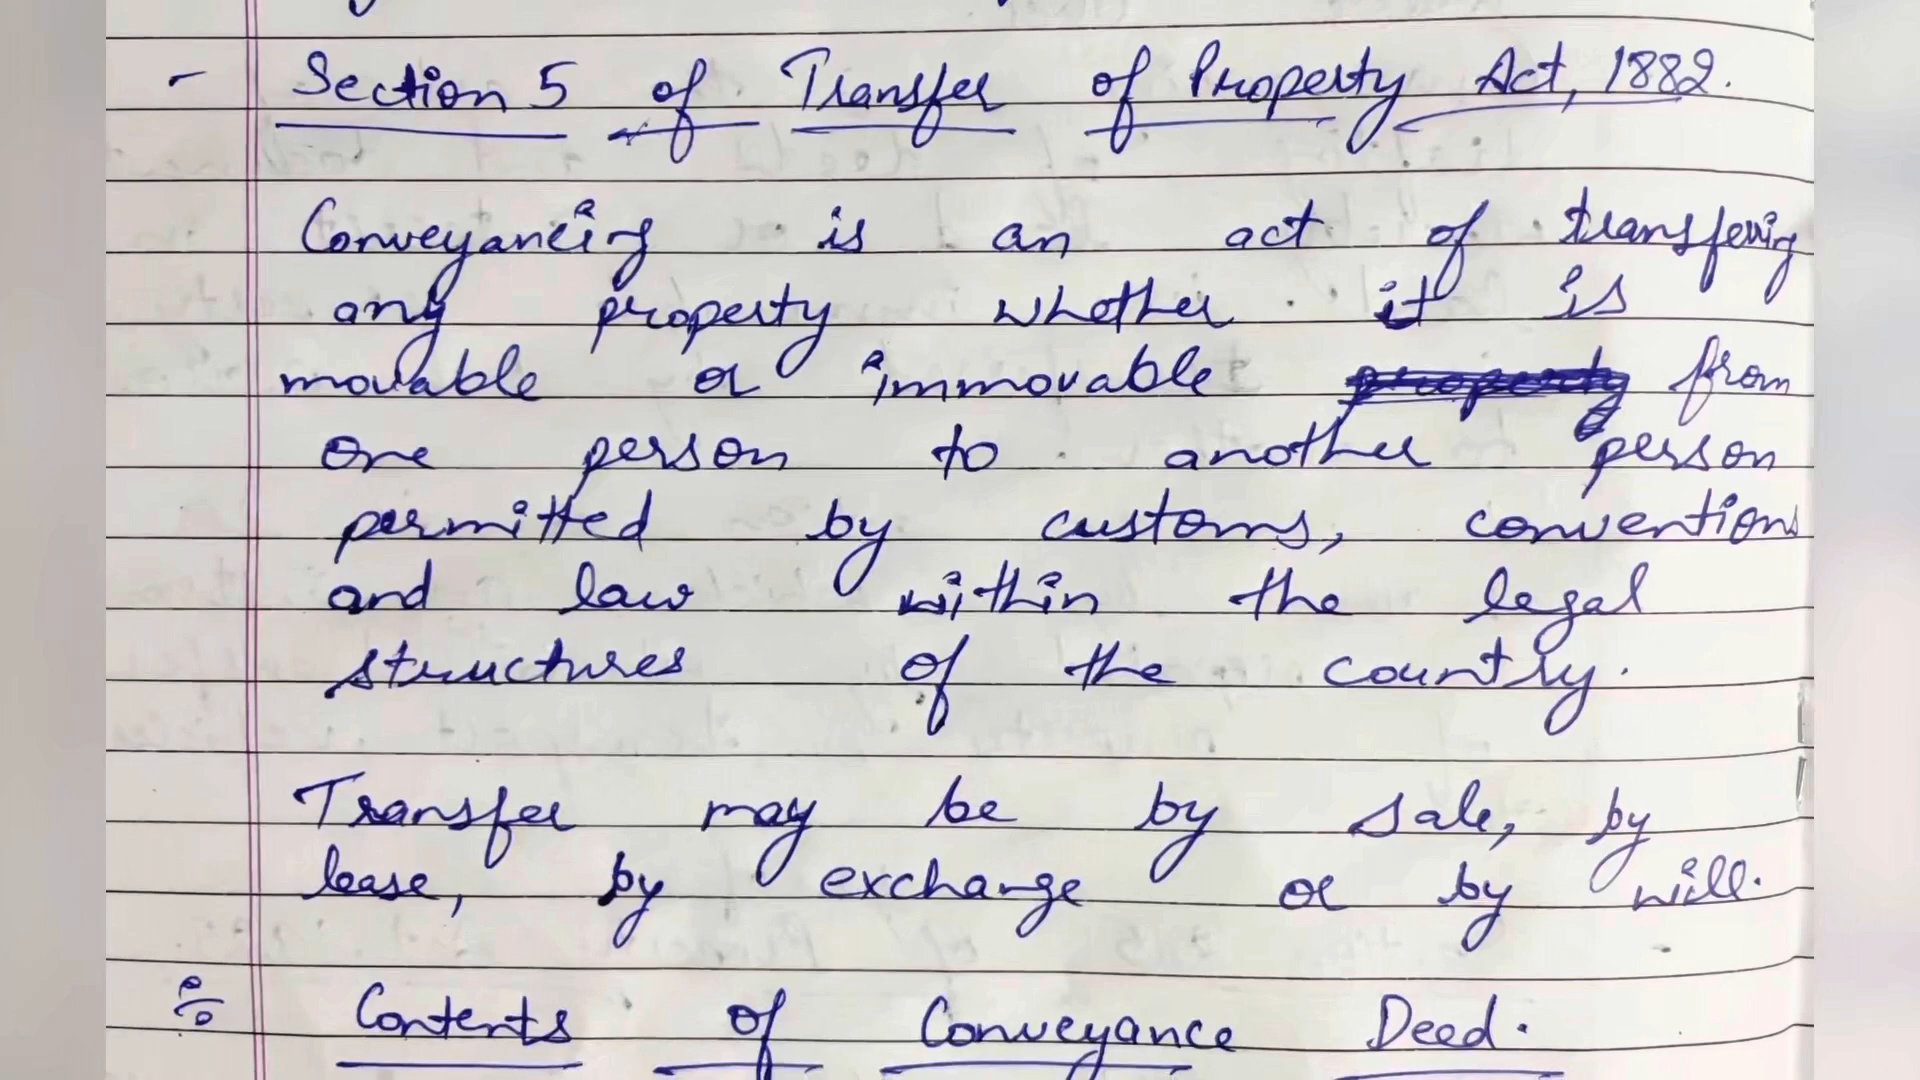 - Section 5 of Transfer of Property Act, 1882.
Conveyancing is an act of transfering
any property whether it is
movable or immovable from
one person to another person
permitted by customs, conventions
and law within the legal
structures of the country.
Transfer may be by sale, by
lease, by exchange or by will.
Contents of Conveyance Deed.